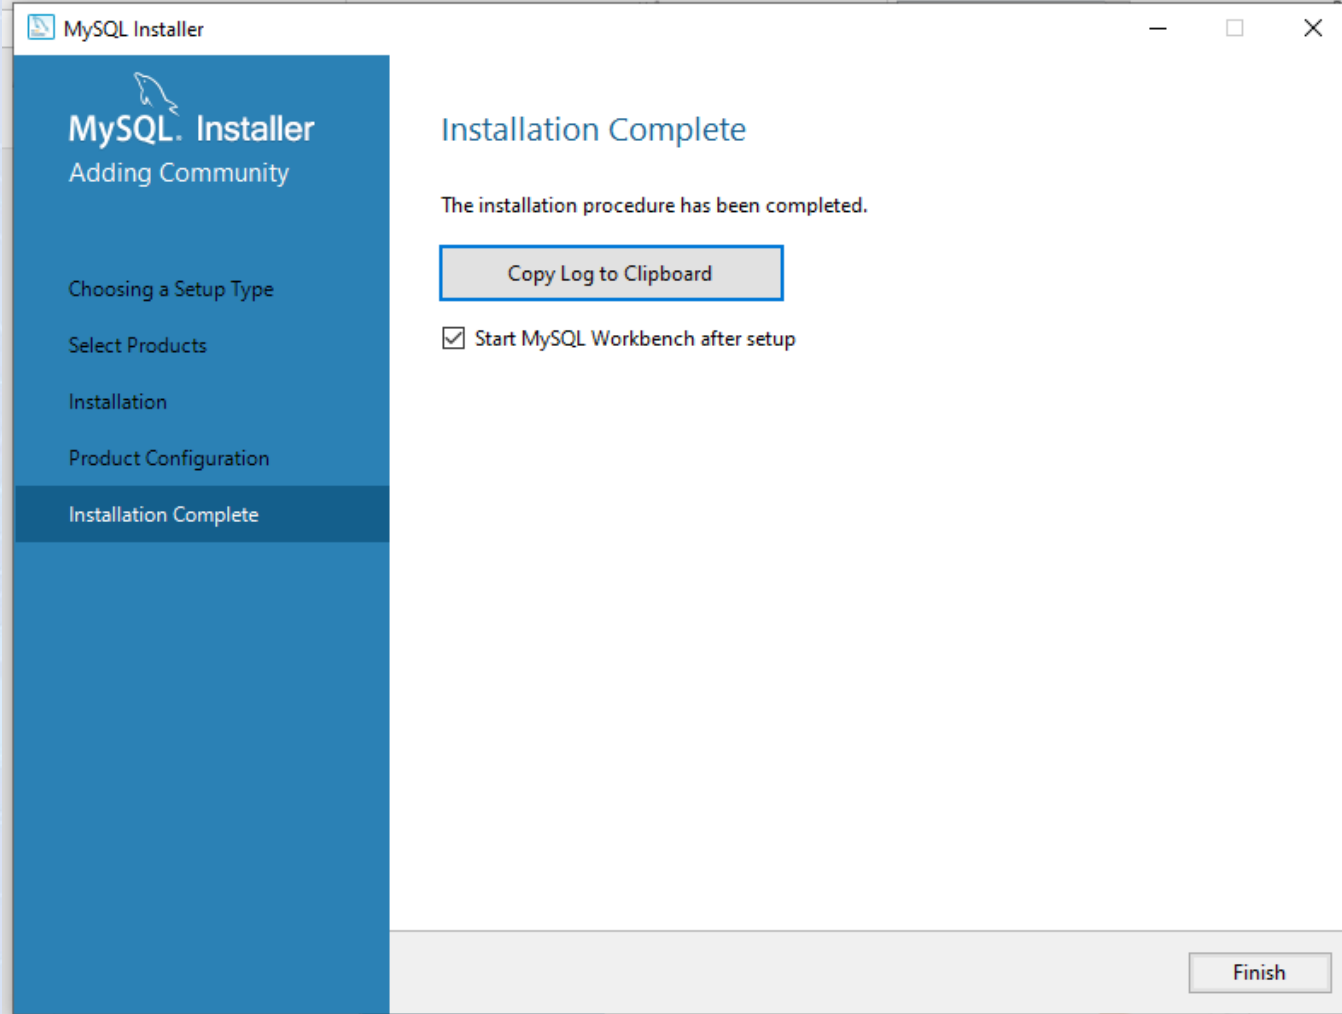 MySQL Installer
MySQL. Installer
Adding Community
Choosing a Setup Type
Select Products
Installation
Product Configuration
Installation Complete
Installation Complete
The installation procedure has been completed.
Copy Log to Clipboard
Start MySQL Workbench after setup
Finish